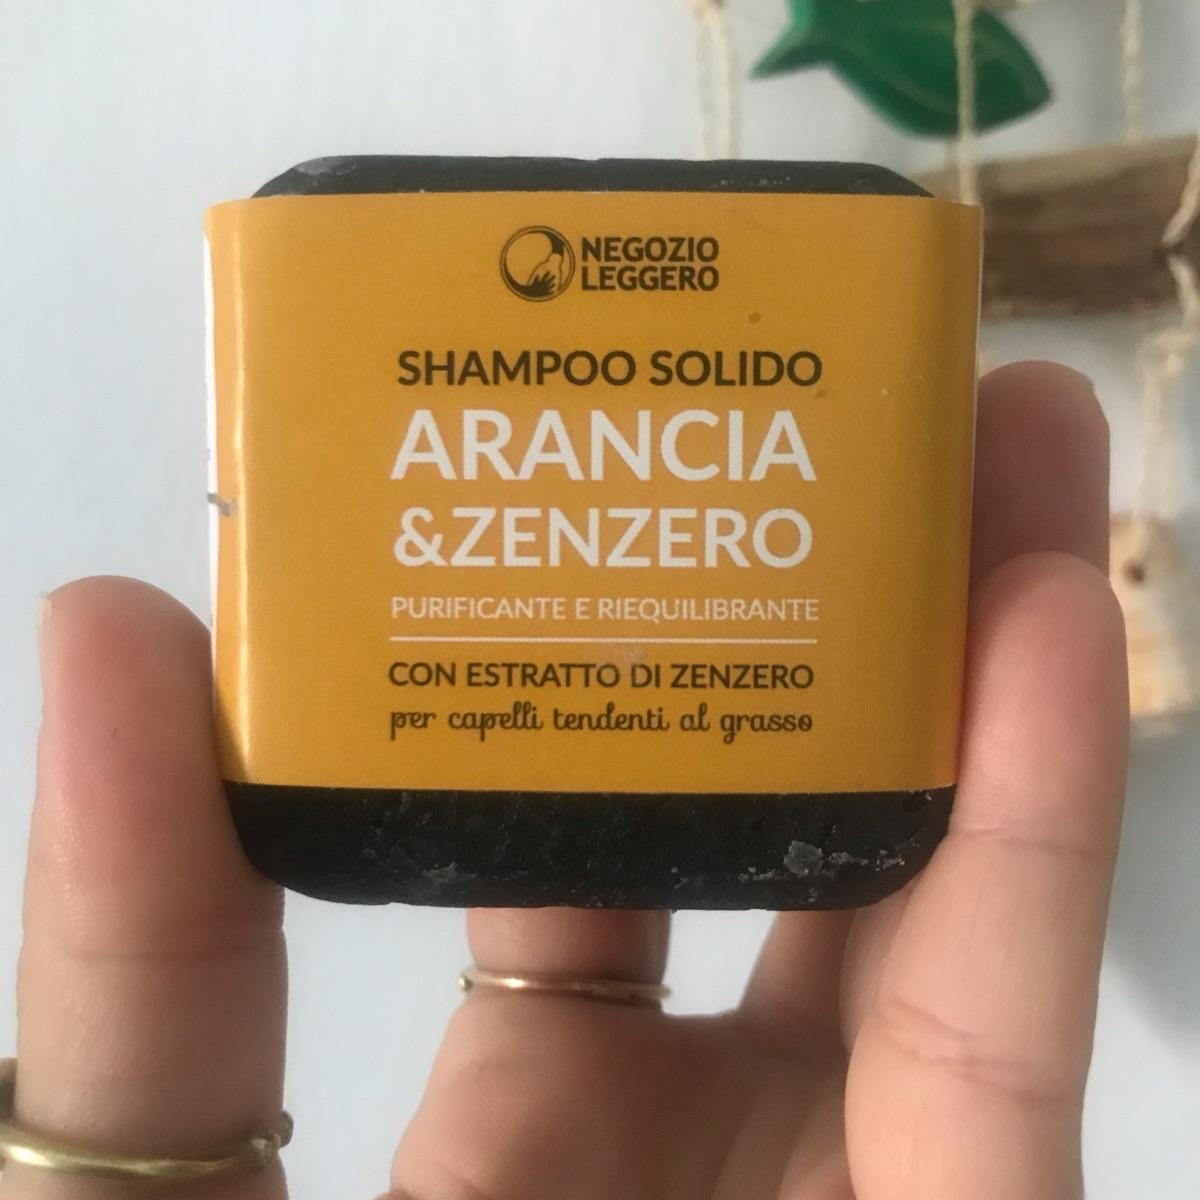 NEGOZIO
LEGGERO
SHAMPOO SOLIDO
ARANCIA
&ZENZERO
PURIFICANTE E RIEQUILIBRANTE
CON ESTRATTO DI ZENZERO
per capelli tendenti al grasso